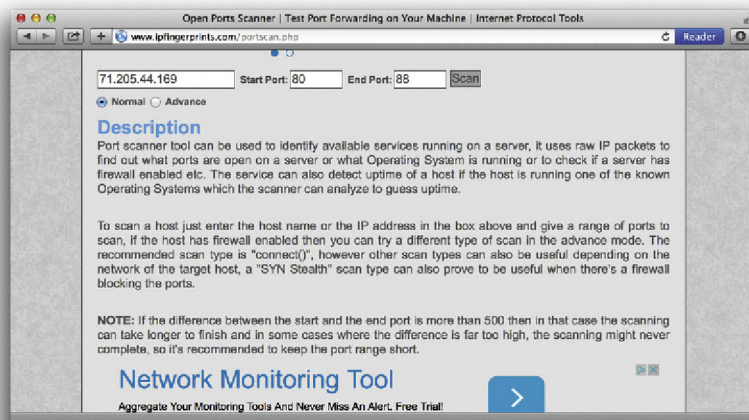 Open Ports Scanner | Test Port Forwarding on Your Machine | Internet Protocol Tools
www.ipfingerprints.com/portscan.php
Reader
71.205.44.169 Start Port: 80 End Port: 88 Scan
Normal Advance
Description
Port scanner tool can be used to identify available services running on a server, it uses raw IP packets to
find out what ports are open on a server or what Operating System is running or to check if a server has
firewall enabled etc. The service can also detect uptime of a host if the host is running one of the known
Operating Systems which the scanner can analyze to guess uptime.
To scan a host just enter the host name or the IP address in the box above and give a range of ports to
scan, if the host has firewall enabled then you can try a different type of scan in the advance mode. The
recommended scan type is "connect()", however other scan types can also be useful depending on the
network of the target host, a "SYN Stealth" scan type can also prove to be useful when there's a firewall
blocking the ports.
NOTE: If the difference between the start and the end port is more than 500 then in that case the scanning
can take longer to finish and in some cases where the difference is far too high, the scanning might never
complete, so it's recommended to keep the port range short.
Network Monitoring Tool
Aggregate Your Monitoring Tools And Never Miss An Alert. Free Trial!